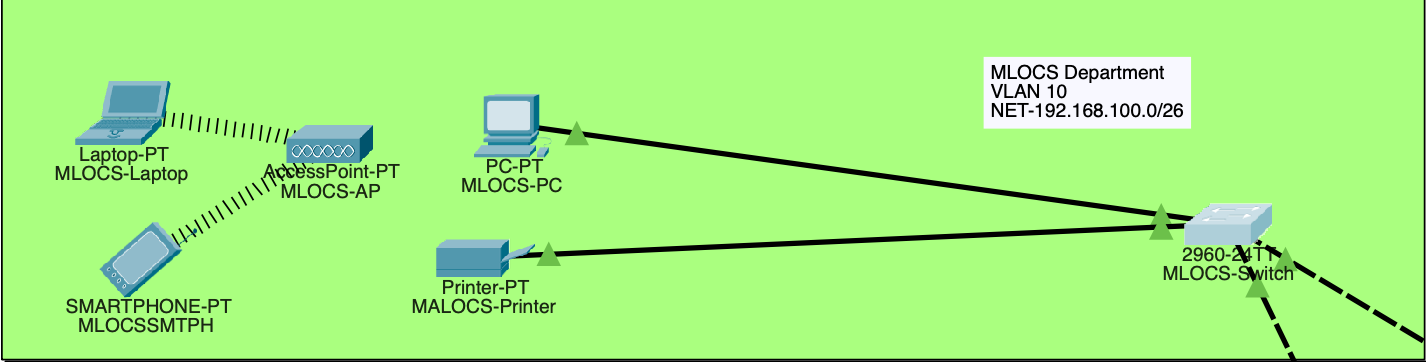 MLOCS Department
VLAN 10
NET-192.168.100.0/26
Laptop-PT
MLOCS-Laptop
AccessPoint-PT
MLOCS-AP
PC-PT
MLOCS-PC
2960-24TT
MLOCS-Switch
Printer-PT
MALOCS-Printer
SMARTPHONE-PT
MLOCSSMTPH